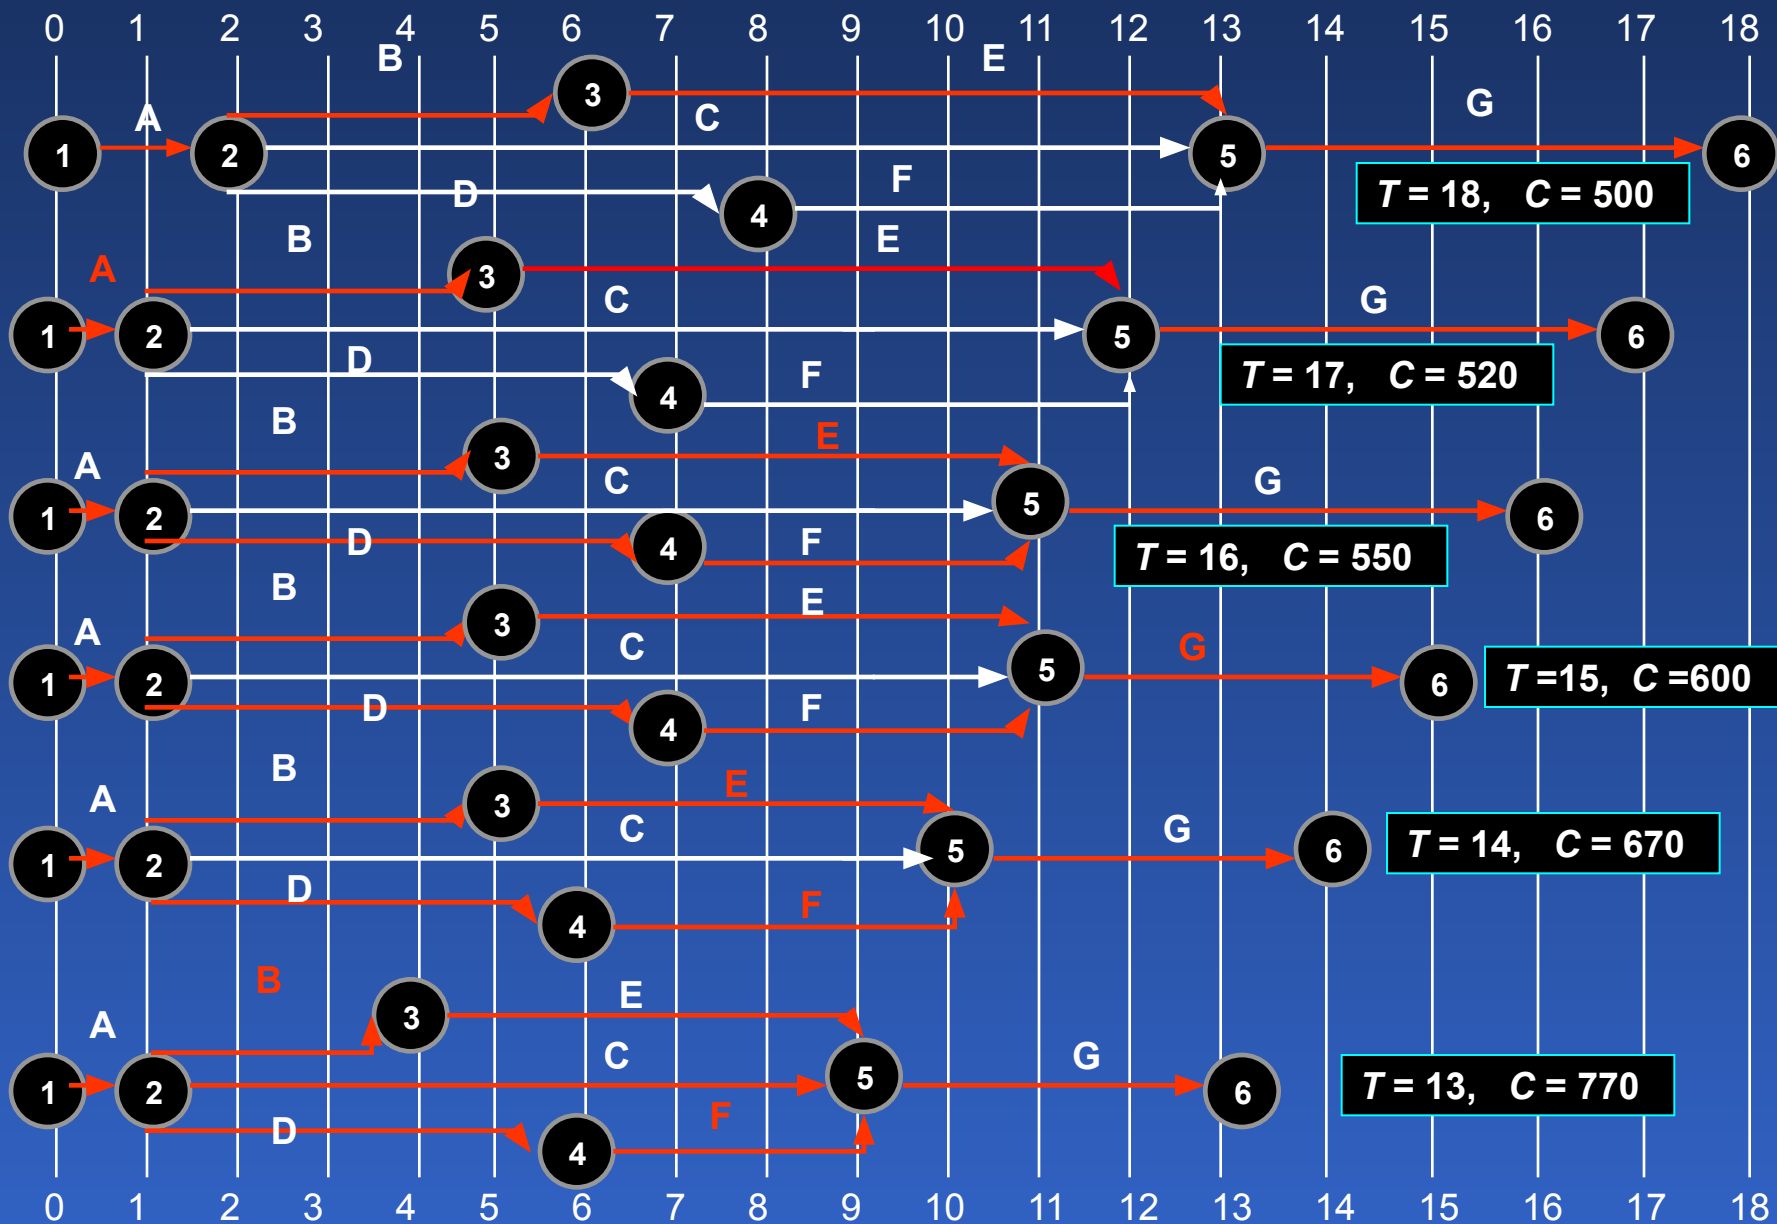 0 1 2 3 4 5 6 7 8 9 10 11 12 13 14 15 16 17 18
B E
3
A C G
1 2 5 6
D F
4
T = 18, C = 500
B E
A 3
C G
1 2 5 6
D F
4
T = 17, C = 520
B E
3
A C G
1 2 5 6
D F
4
T = 16, C = 550
B E
3
A C G
1 2 5 6
T =15, C =600
D F
4
B E
3
A C G
1 2 5 6
T = 14, C = 670
D F
4
B E
3
A C G
1 2 5 6
T = 13, C = 770
D F
4
0 1 2 3 4 5 6 7 8 9 10 11 12 13 14 15 16 17 18